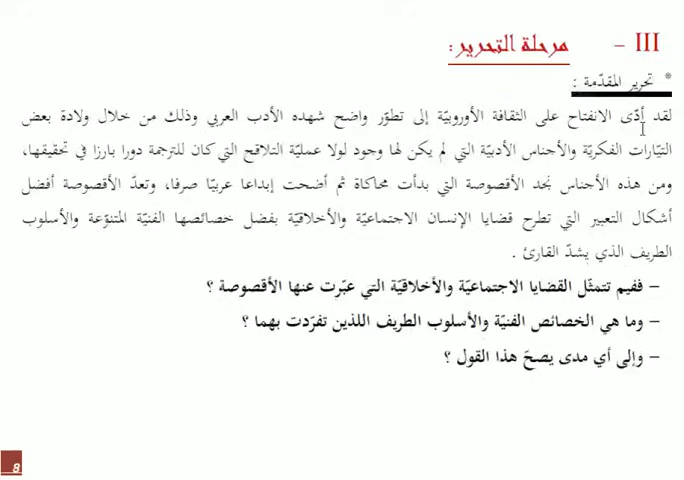 III – مرحلة التحرير :
* تحرير المقدّمة :
لقد أدّى الانفتاح على الثقافة الأوروبيّة إلى تطوّر واضح شهده الأدب العربي وذلك من خلال ولادة بعض
التيّارات الفكريّة والأجناس الأدبيّة التي لم يكن لها وجود لولا عمليّة التلاقح التي كان للترجمة دورا بارزا في تحقيقها،
ومن هذه الأجناس نجد الأقصوصة التي بدأت محاكاة ثم أضحت إبداعا عربيّا صرفا، وتعدّ الأقصوصة أفضل
أشكال التعبير التي تطرح قضايا الإنسان الاجتماعيّة والأخلاقيّة بفضل خصائصها الفنيّة المتنوّعة والأسلوب
الطريف الذي يشدّ القارئ .
– ففيم تتمثّل القضايا الاجتماعيّة والأخلاقيّة التي عبّرت عنها الأقصوصة ؟
– وما هي الخصائص الفنيّة والأسلوب الطريف اللذين تفرّدت بهما ؟
– وإلى أي مدى يصحّ هذا القول ؟
8